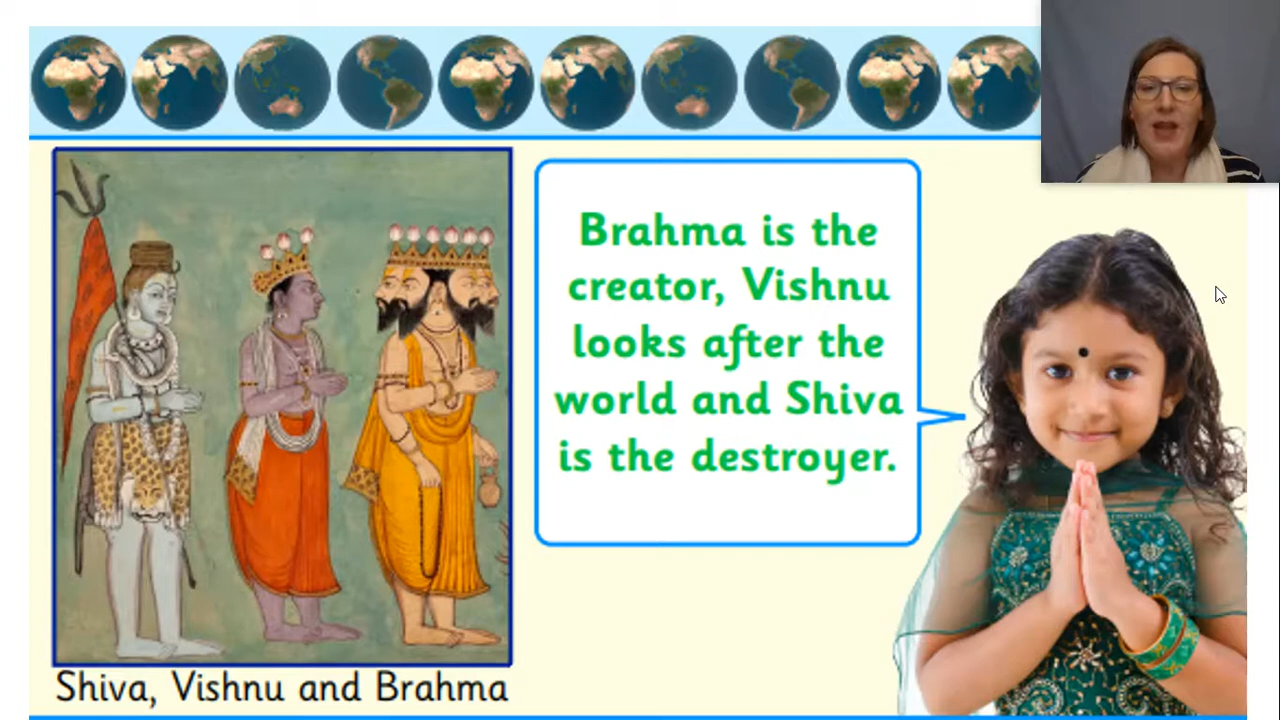 Brahma is the
creator, Vishnu
looks after the
world and Shiva
is the destroyer.
Shiva, Vishnu and Brahma